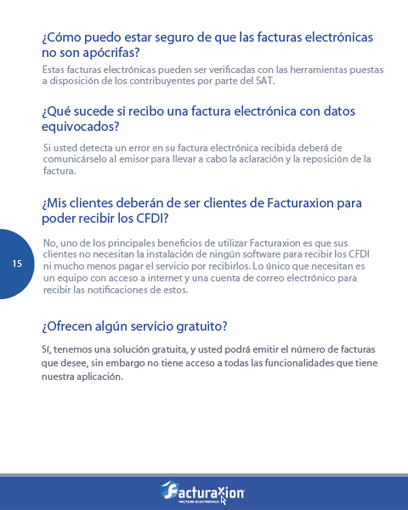 ¿Cómo puedo estar seguro de que las facturas electrónicas
no son apócrifas?
Estas facturas electrónicas pueden ser verificadas con las herramientas puestas
a disposición de los contribuyentes por parte del SAT.
¿Qué sucede si recibo una factura electrónica con datos
equivocados?
Si usted detecta un error en su factura electrónica recibida deberá de
comunicárselo al emisor para llevar a cabo la aclaración y la reposición de la
factura.
¿Mis clientes deberán de ser clientes de Facturaxion para
poder recibir los CFDI?
No, uno de los principales beneficios de utilizar Facturaxion es que sus
clientes no necesitan la instalación de ningún software para recibir los CFDI
ni mucho menos pagar el servicio por recibirlos. Lo único que necesitan es
un equipo con acceso a internet y una cuenta de correo electrónico para
recibir las notificaciones de estos.
15
¿Ofrecen algún servicio gratuito?
Sí, tenemos una solución gratuita, y usted podrá emitir el número de facturas
que desee, sin embargo no tiene acceso a todas las funcionalidades que tiene
nuestra aplicación.
Facturaxion
FACTURA ELECTRÓNICA